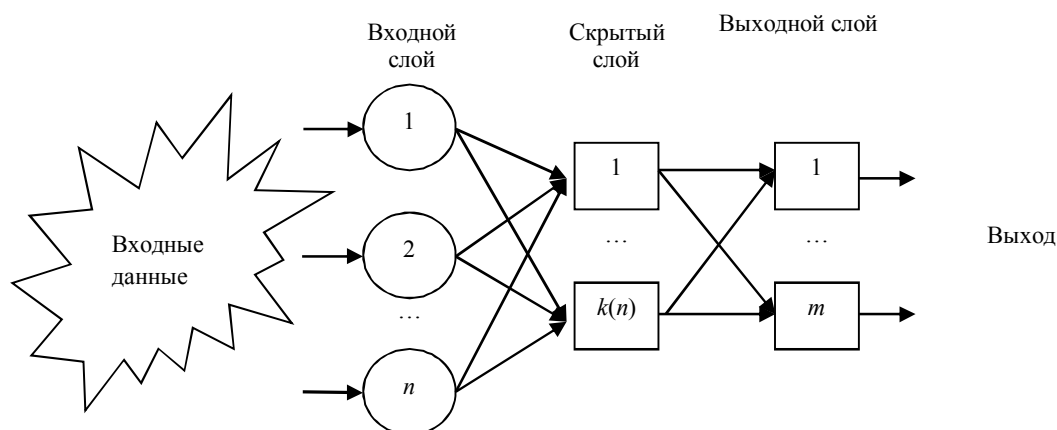 Входной
слой
Скрытый
слой
Выходной слой
Входные
данные
1
2
...
n
1
...
k(n)
1
...
m
Выход